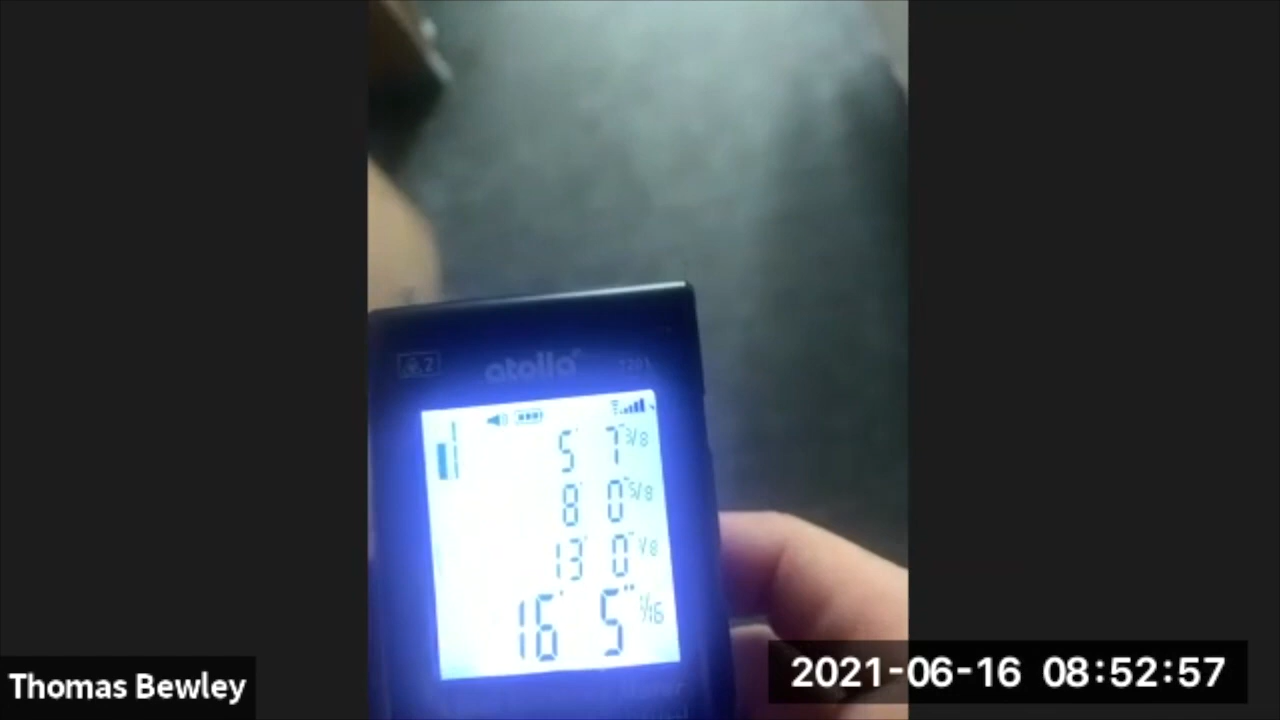 2
atolla
5' 7" 3/8
8' 0" 5/8
13' 0" 1/8
16' 5" 1/16
Thomas Bewley
2021-06-16 08:52:57